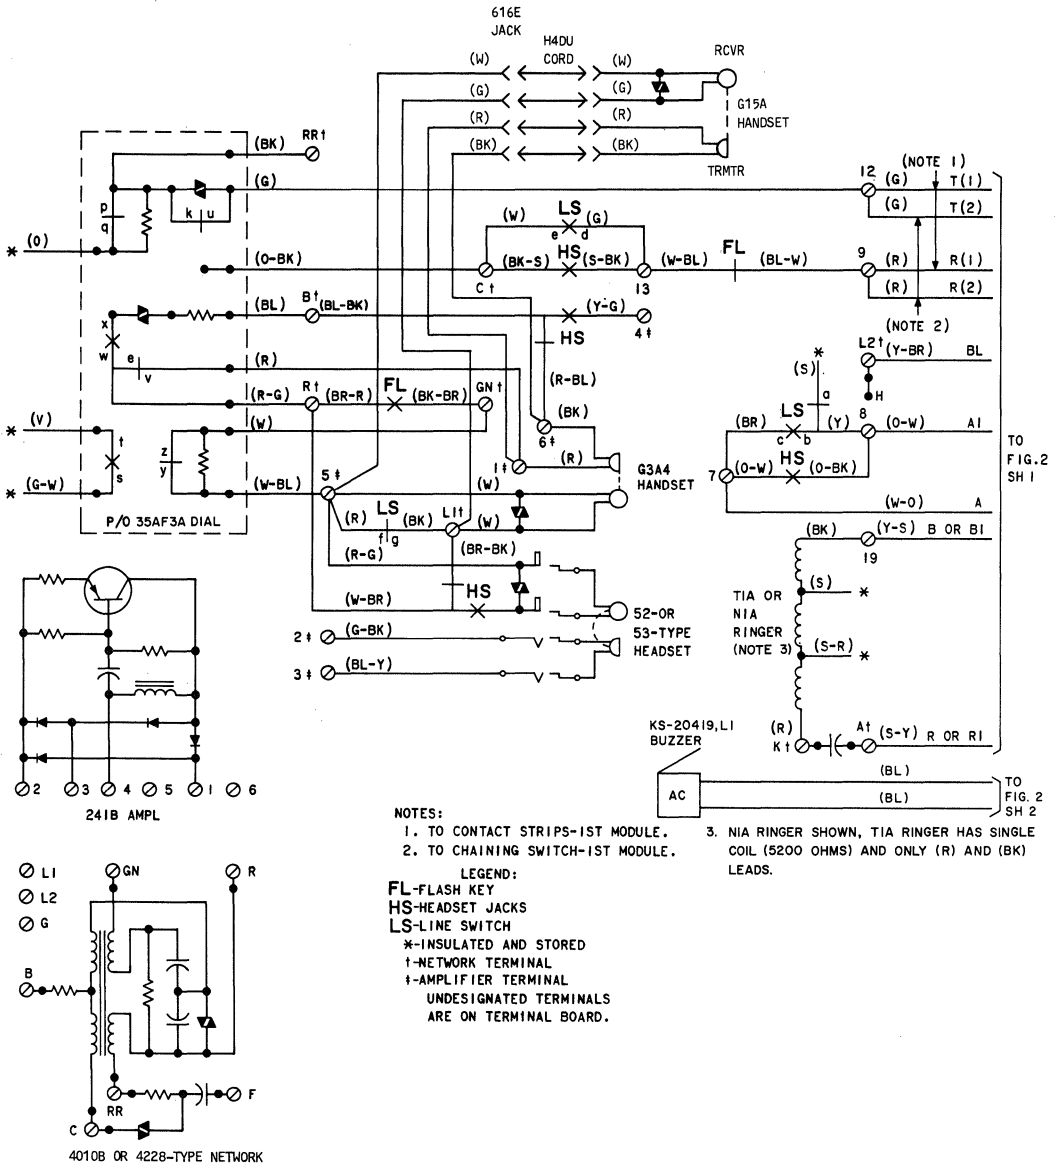 616E
JACK
H4DU
CORD
(W)
(W)
RCVR
(G)
(G)
G15A
HANDSET
(R)
(R)
(BK)
(BK)
TRMTR
(BK)
RR†
(G)
12
(NOTE 1)
(G)
T(1)
(G)
T(2)
p
q
k
u
* (O)
(W)
LS
(G)
e
d
HS
FL
(O-BK)
(BK-S)
(S-BK)
(W-BL)
(BL-W)
9
(R)
R(1)
C†
13
(R)
R(2)
x
w
(BL)
B†
(BL-BK)
(Y-G)
HS
4‡
(NOTE 2)
L2†
(Y-BR)
BL
e
v
(R)
* (S)
a
H
(R-BL)
(R-G)
R†
(BR-R)
FL
(BK-BR)
GN†
* (V)
(W)
(BK)
6‡
(BR)
LS
c
b
(Y)
8
(O-W)
A1
t
s
z
y
1‡
(R)
G3A4
HANDSET
HS
7
(O-W)
(O-BK)
TO
FIG.2
SH 1
* (G-W)
(W-BL)
5‡
(W)
(W-O)
A
P/O 35AF3A DIAL
(R)
LS
f
g
(BK)
L1†
(W)
(R-G)
(BR-BK)
(BK)
(Y-S)
B OR B1
19
(W-BR)
HS
52-OR
53-TYPE
HEADSET
T1A OR
N1A
RINGER
(NOTE 3)
(S) *
(S-R) *
2‡
(G-BK)
3‡
(BL-Y)
(R)
K†
A†
(S-Y)
R OR R1
KS-20419,L1
BUZZER
AC
(BL)
(BL)
TO
FIG. 2
SH 2
2
3
4
5
1
6
241B AMPL
NOTES:
1. TO CONTACT STRIPS-1ST MODULE.
2. TO CHAINING SWITCH-1ST MODULE.
3. N1A RINGER SHOWN, T1A RINGER HAS SINGLE
COIL (5200 OHMS) AND ONLY (R) AND (BK)
LEADS.
LEGEND:
FL-FLASH KEY
HS-HEADSET JACKS
LS-LINE SWITCH
*-INSULATED AND STORED
†-NETWORK TERMINAL
‡-AMPLIFIER TERMINAL
UNDESIGNATED TERMINALS
ARE ON TERMINAL BOARD.
L1
GN
R
L2
G
B
RR
F
C
4010B OR 4228-TYPE NETWORK